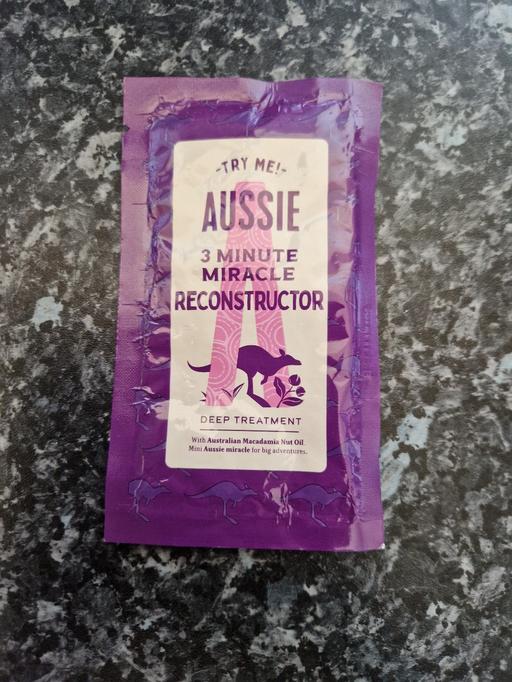 -TRY ME!-
AUSSIE
3 MINUTE
MIRACLE
RECONSTRUCTOR
DEEP TREATMENT
With Australian Macadamia Nut Oil
Mini Aussie miracle for big adventures.